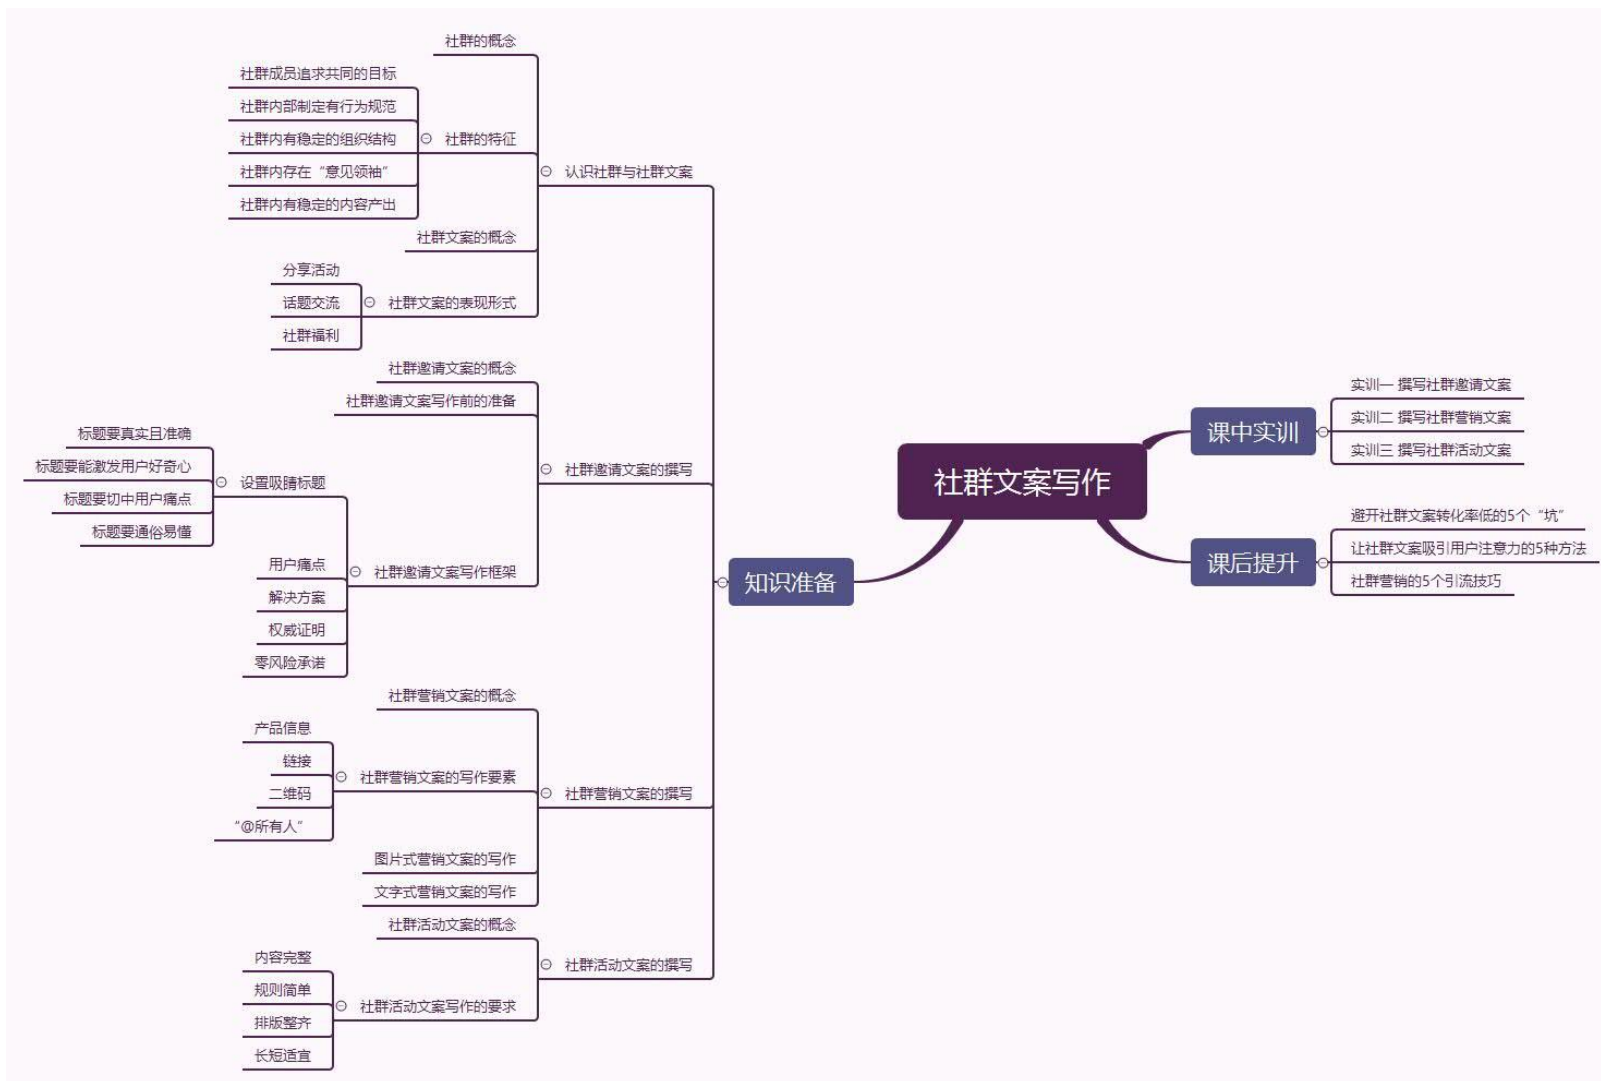 社群文案写作
知识准备
认识社群与社群文案
社群的概念
社群的特征
社群成员追求共同的目标
社群内部制定有行为规范
社群内有稳定的组织结构
社群内存在“意见领袖”
社群内有稳定的内容产出
社群文案的概念
社群文案的表现形式
分享活动
话题交流
社群福利
社群邀请文案的撰写
社群邀请文案的概念
社群邀请文案写作前的准备
社群邀请文案写作框架
设置吸睛标题
标题要真实且准确
标题要能激发用户好奇心
标题要切中用户痛点
标题要通俗易懂
用户痛点
解决方案
权威证明
零风险承诺
社群营销文案的撰写
社群营销文案的概念
社群营销文案的写作要素
产品信息
链接
二维码
“@所有人”
图片式营销文案的写作
文字式营销文案的写作
社群活动文案的撰写
社群活动文案的概念
社群活动文案写作的要求
内容完整
规则简单
排版整齐
长短适宜
课中实训
实训一 撰写社群邀请文案
实训二 撰写社群营销文案
实训三 撰写社群活动文案
课后提升
避开社群文案转化率低的5个“坑”
让社群文案吸引用户注意力的5种方法
社群营销的5个引流技巧